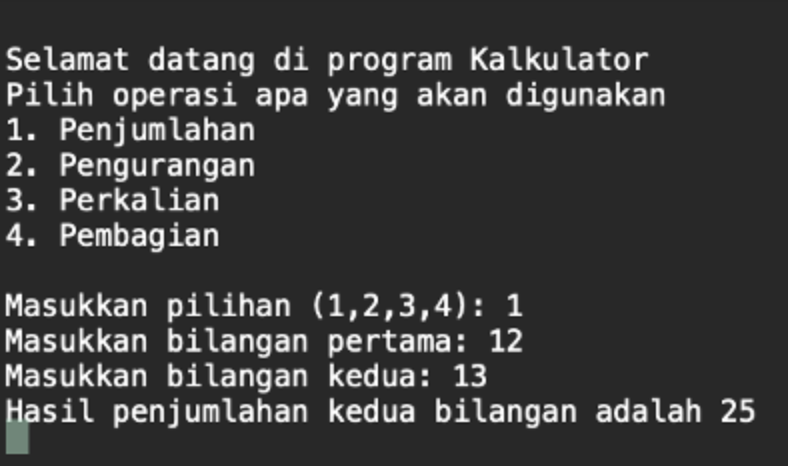 Selamat datang di program Kalkulator
Pilih operasi apa yang akan digunakan
1. Penjumlahan
2. Pengurangan
3. Perkalian
4. Pembagian
Masukkan pilihan (1,2,3,4): 1
Masukkan bilangan pertama: 12
Masukkan bilangan kedua: 13
Hasil penjumlahan kedua bilangan adalah 25